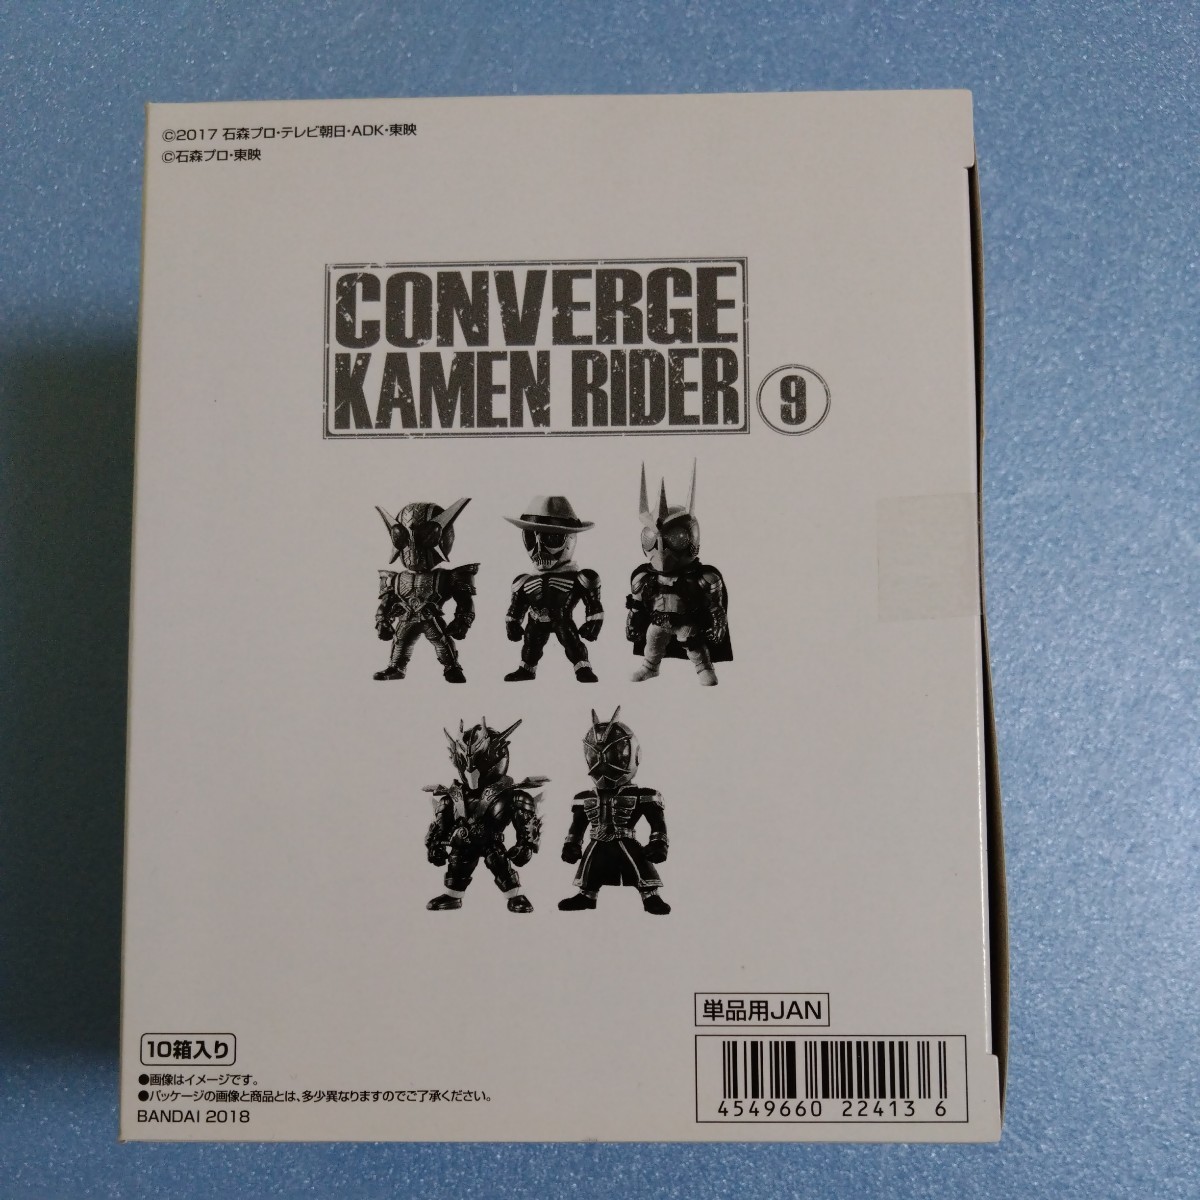 ©2017 石森プロ・テレビ朝日・ADK・東映
©石森プロ・東映
CONVERGE
KAMEN RIDER 9
単品用JAN
10箱入り
●画像はイメージです。
●パッケージの画像と商品とは、多少異なりますのでご了承ください。
BANDAI 2018
4549660 22413 6